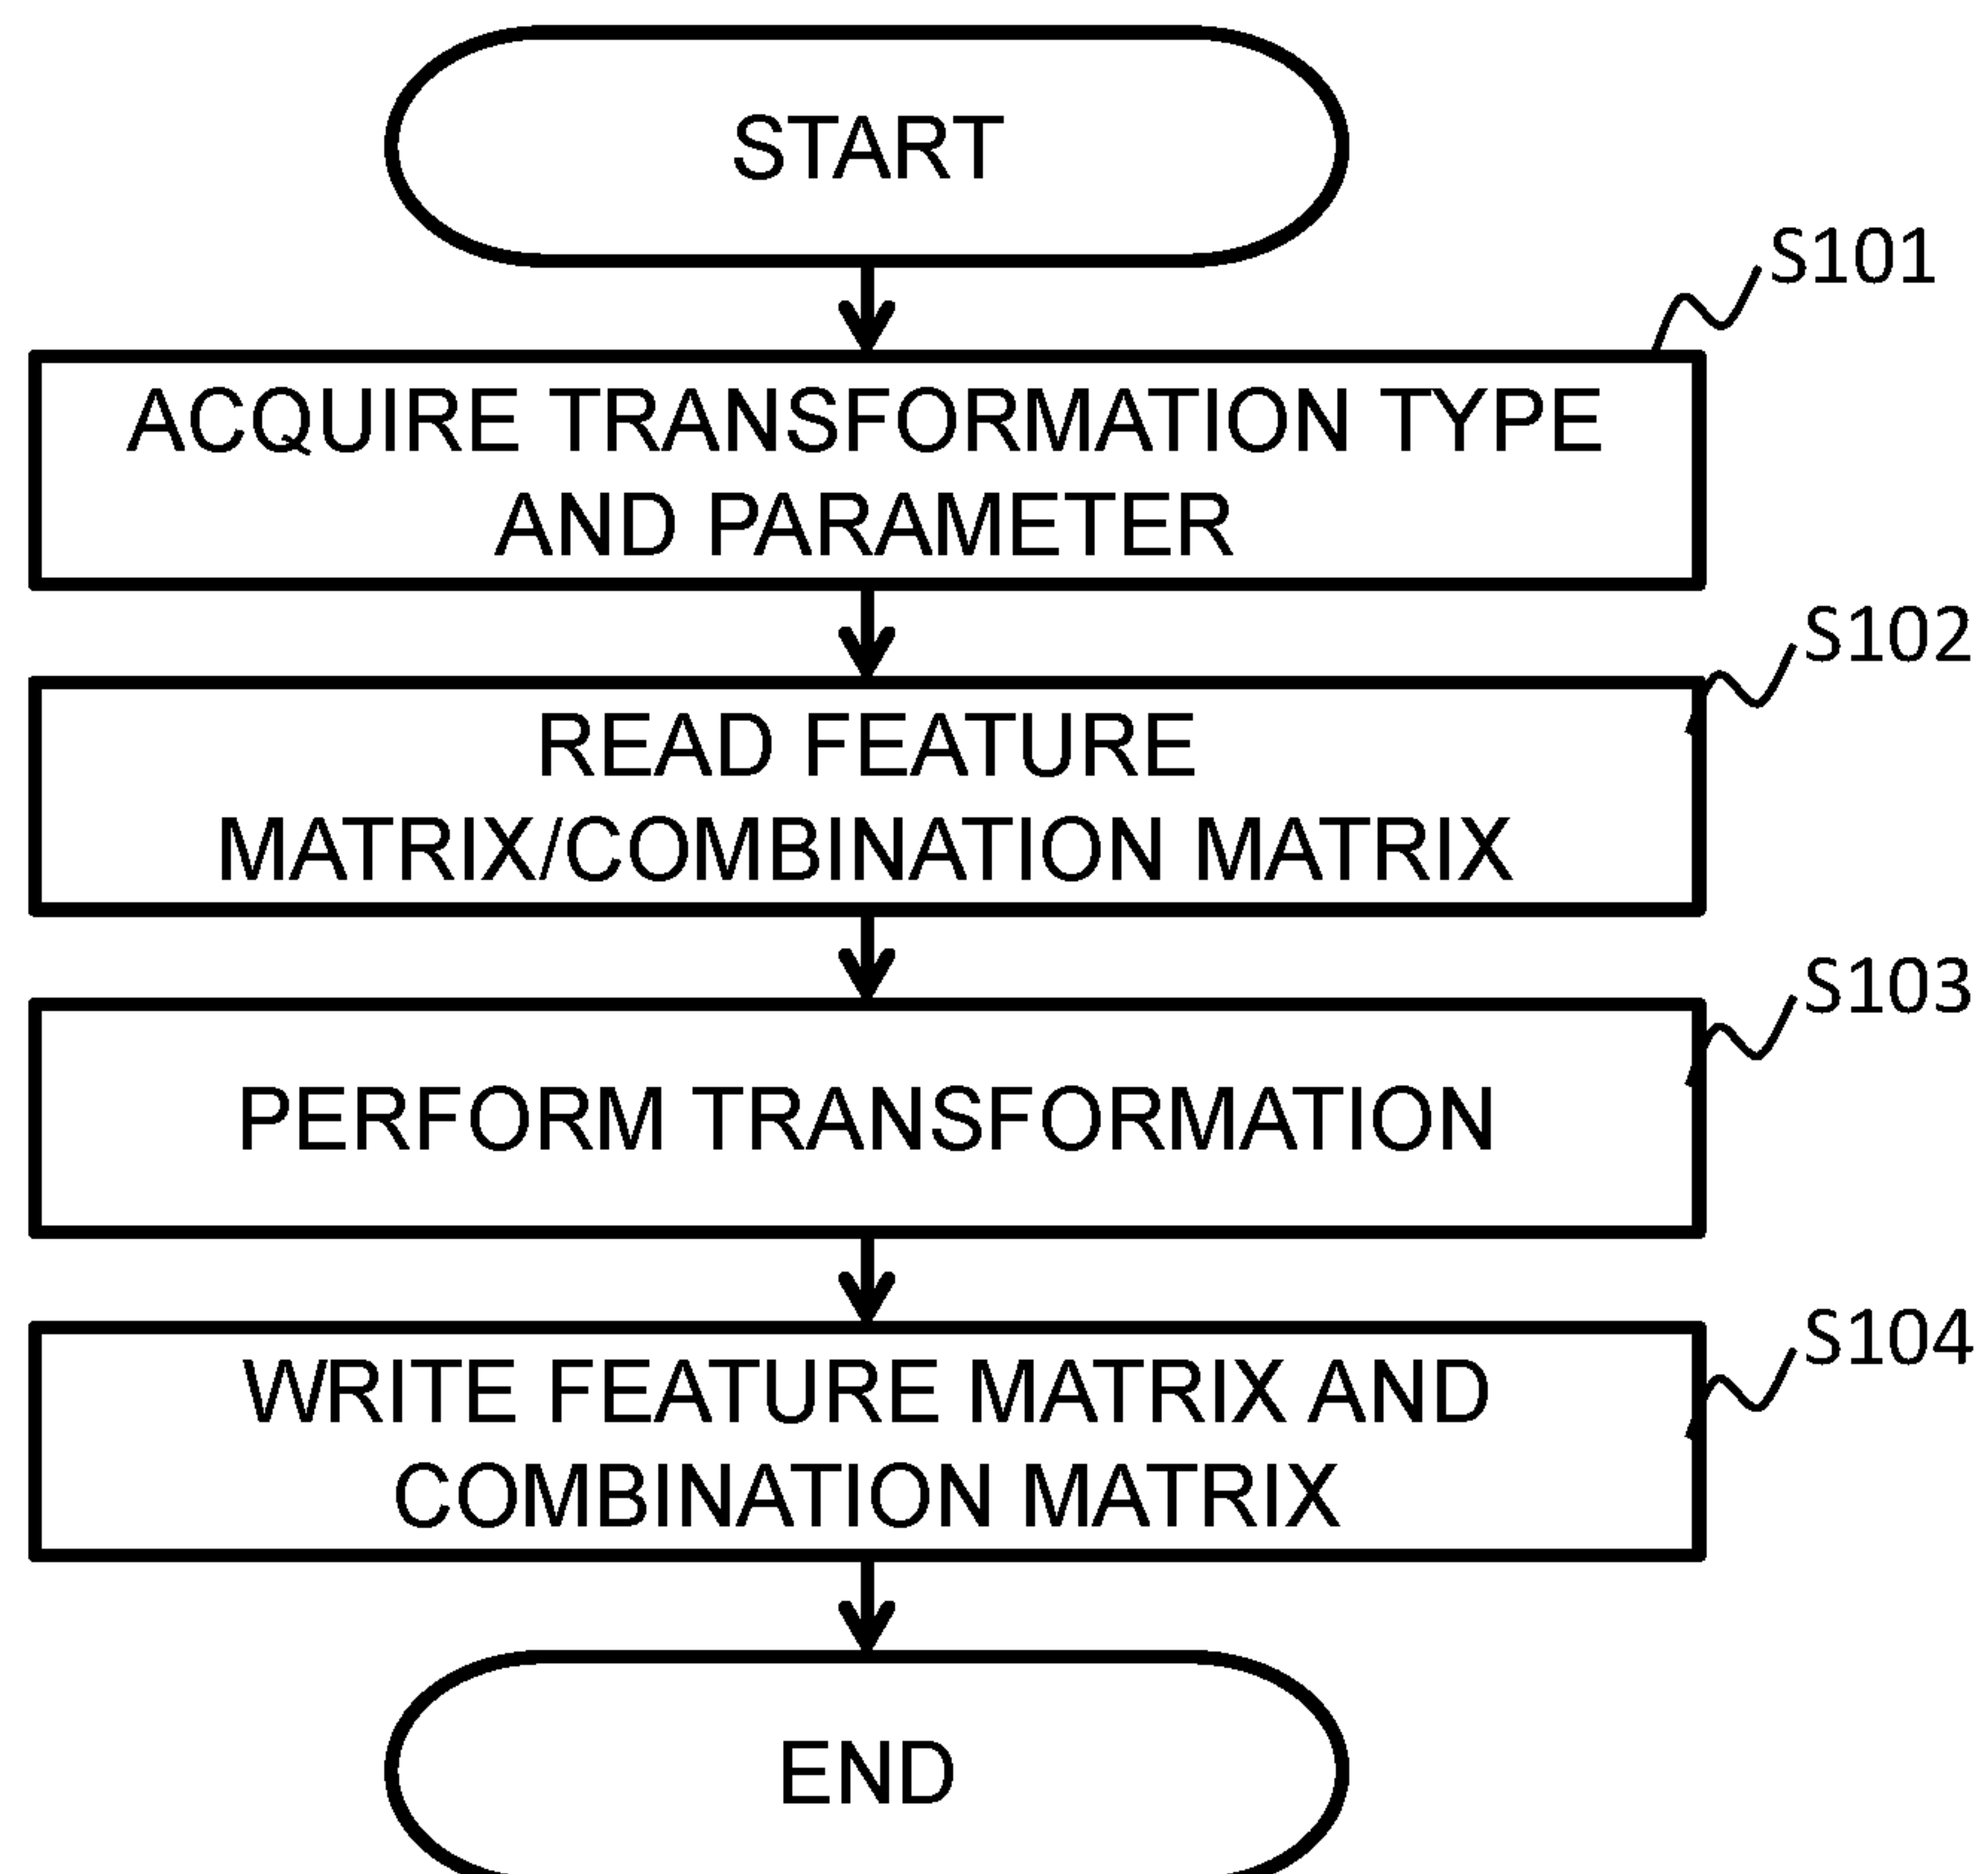 START
S101
ACQUIRE TRANSFORMATION TYPE
AND PARAMETER
S102
READ FEATURE
MATRIX/COMBINATION MATRIX
S103
PERFORM TRANSFORMATION
S104
WRITE FEATURE MATRIX AND
COMBINATION MATRIX
END